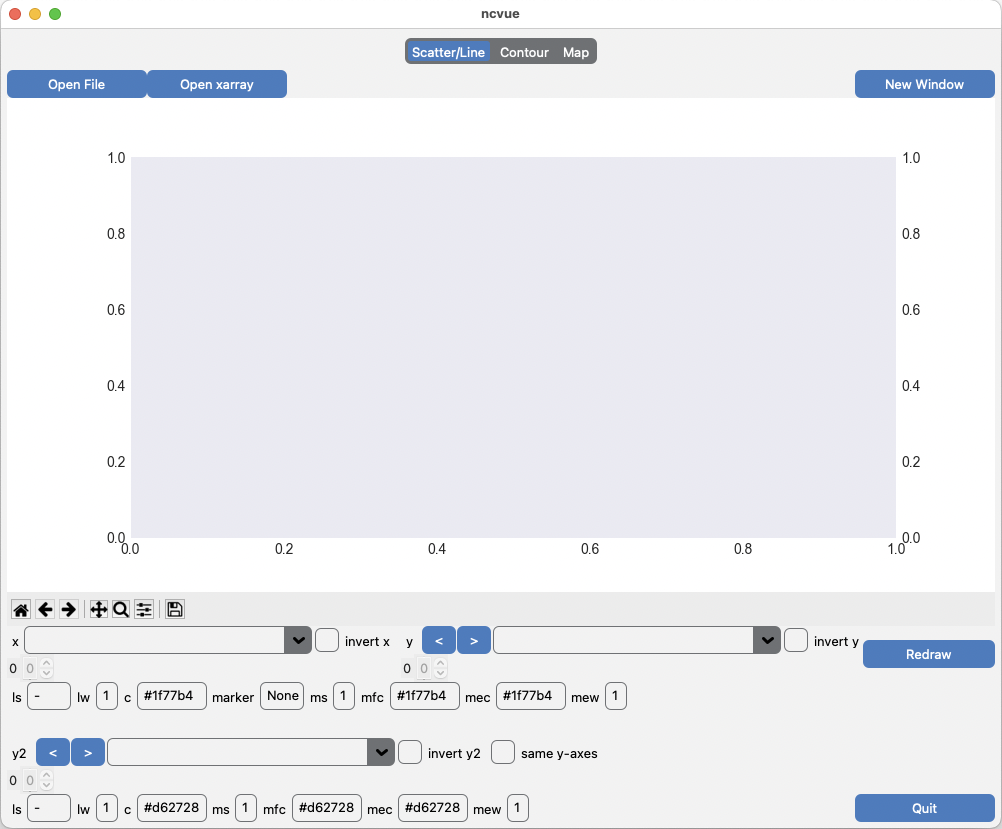 ncvue
Scatter/Line Contour Map
Open File Open xarray New Window
1.0 1.0
0.8 0.8
0.6 0.6
0.4 0.4
0.2 0.2
0.0 0.0
0.0 0.2 0.4 0.6 0.8 1.0
x invert x y < > invert y
Redraw
0 0 0 0
ls - lw 1 c #1f77b4 marker None ms 1 mfc #1f77b4 mec #1f77b4 mew 1
y2 < > invert y2 same y-axes
0 0
ls - lw 1 c #d62728 ms 1 mfc #d62728 mec #d62728 mew 1 Quit